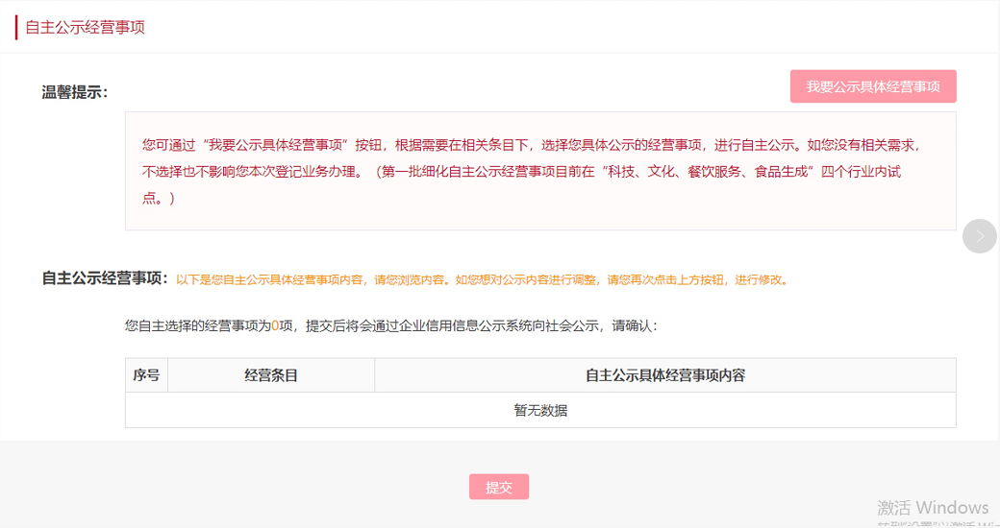 自主公示经营事项
温馨提示：
我要公示具体经营事项
您可通过“我要公示具体经营事项”按钮，根据需要在相关条目下，选择您具体公示的经营事项，进行自主公示。如您没有相关需求，
不选择也不影响您本次登记业务办理。（第一批细化自主公示经营事项目前在“科技、文化、餐饮服务、食品生成”四个行业内试
点。）
自主公示经营事项：以下是您自主公示具体经营事项内容，请您浏览内容。如您想对公示内容进行调整，请您再次点击上方按钮，进行修改。
您自主选择的经营事项为0项，提交后将会通过企业信用信息公示系统向社会公示，请确认：
序号 经营条目 自主公示具体经营事项内容
暂无数据
提交
激活 Windows